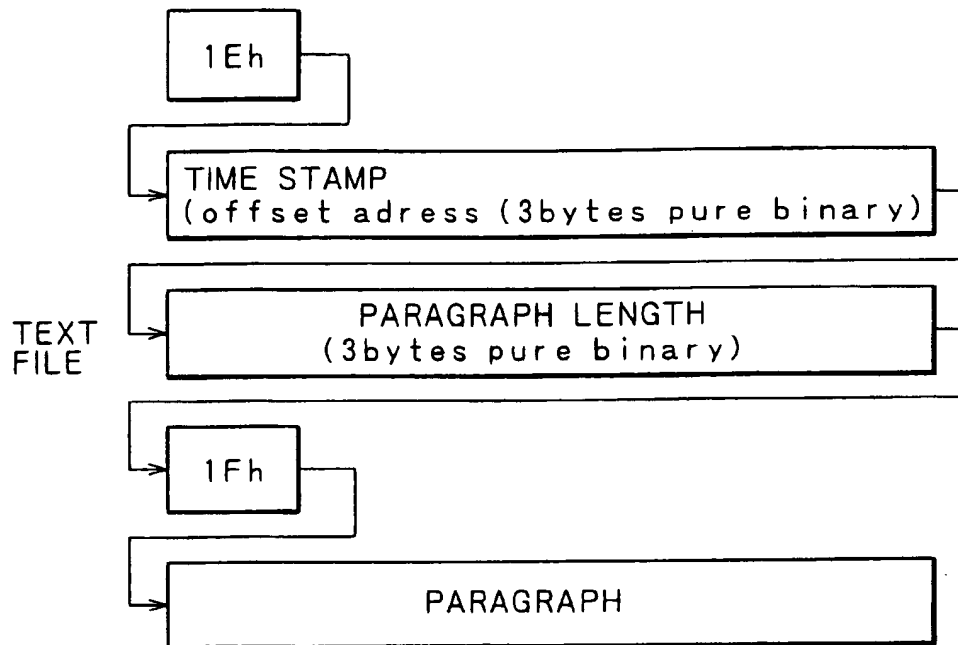 1Eh
TIME STAMP
(offset adress (3bytes pure binary)
TEXT
FILE
PARAGRAPH LENGTH
(3bytes pure binary)
1Fh
PARAGRAPH